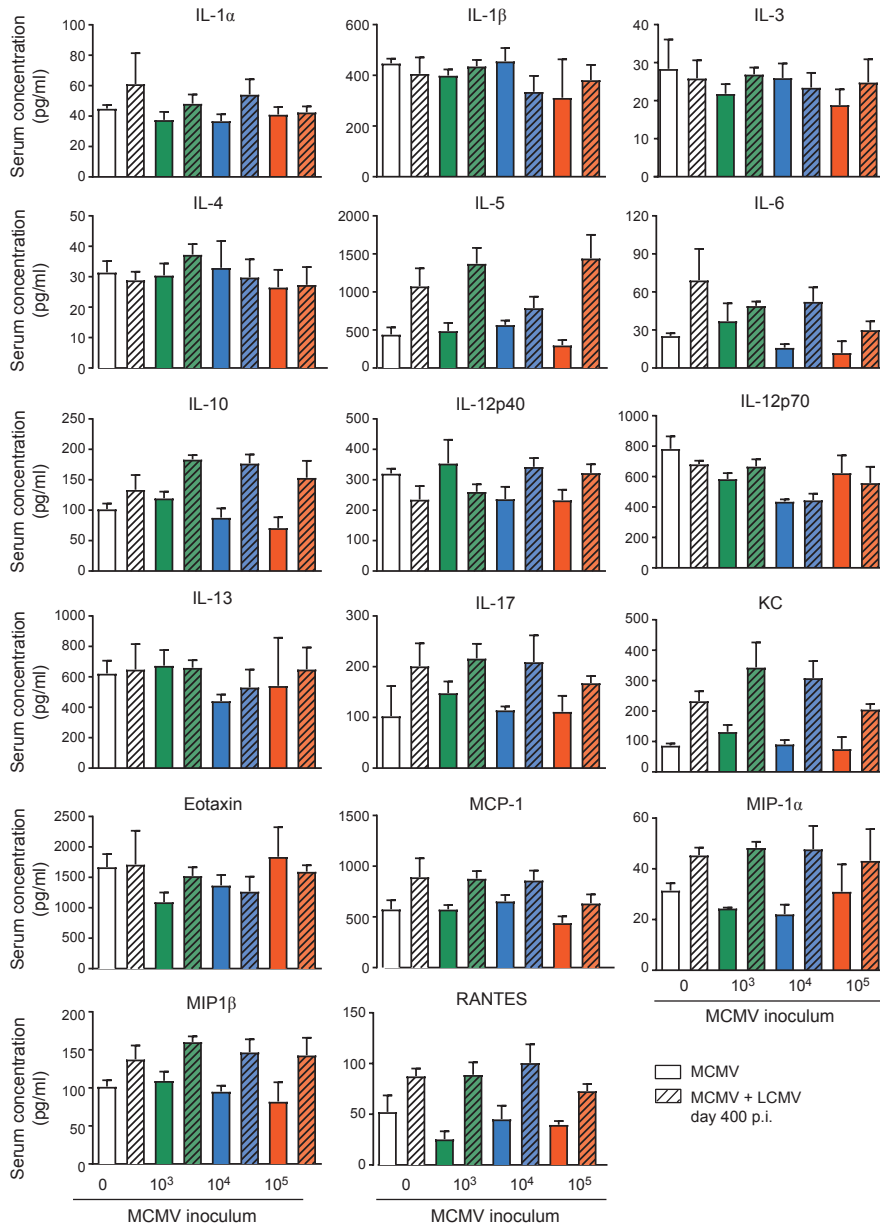 IL-1α
IL-1β
IL-3
Serum concentration
(pg/ml)
100
80
60
40
20
0
600
400
200
0
40
30
20
10
0
IL-4
IL-5
IL-6
Serum concentration
(pg/ml)
50
40
30
20
10
0
2000
1500
1000
500
0
120
90
60
30
0
IL-10
IL-12p40
IL-12p70
Serum concentration
(pg/ml)
250
200
150
100
50
0
500
400
300
200
100
0
1000
800
600
400
200
0
IL-13
IL-17
KC
Serum concentration
(pg/ml)
1000
800
600
400
200
0
300
200
100
0
500
400
300
200
100
0
Eotaxin
MCP-1
MIP-1α
Serum concentration
(pg/ml)
2500
2000
1500
1000
500
0
1500
1000
500
0
60
40
20
0
0 10³ 10⁴ 10⁵
MCMV inoculum
MIP1β
RANTES
Serum concentration
(pg/ml)
200
150
100
50
0
150
100
50
0
0 10³ 10⁴ 10⁵
MCMV inoculum
0 10³ 10⁴ 10⁵
MCMV inoculum
MCMV
MCMV + LCMV
day 400 p.i.